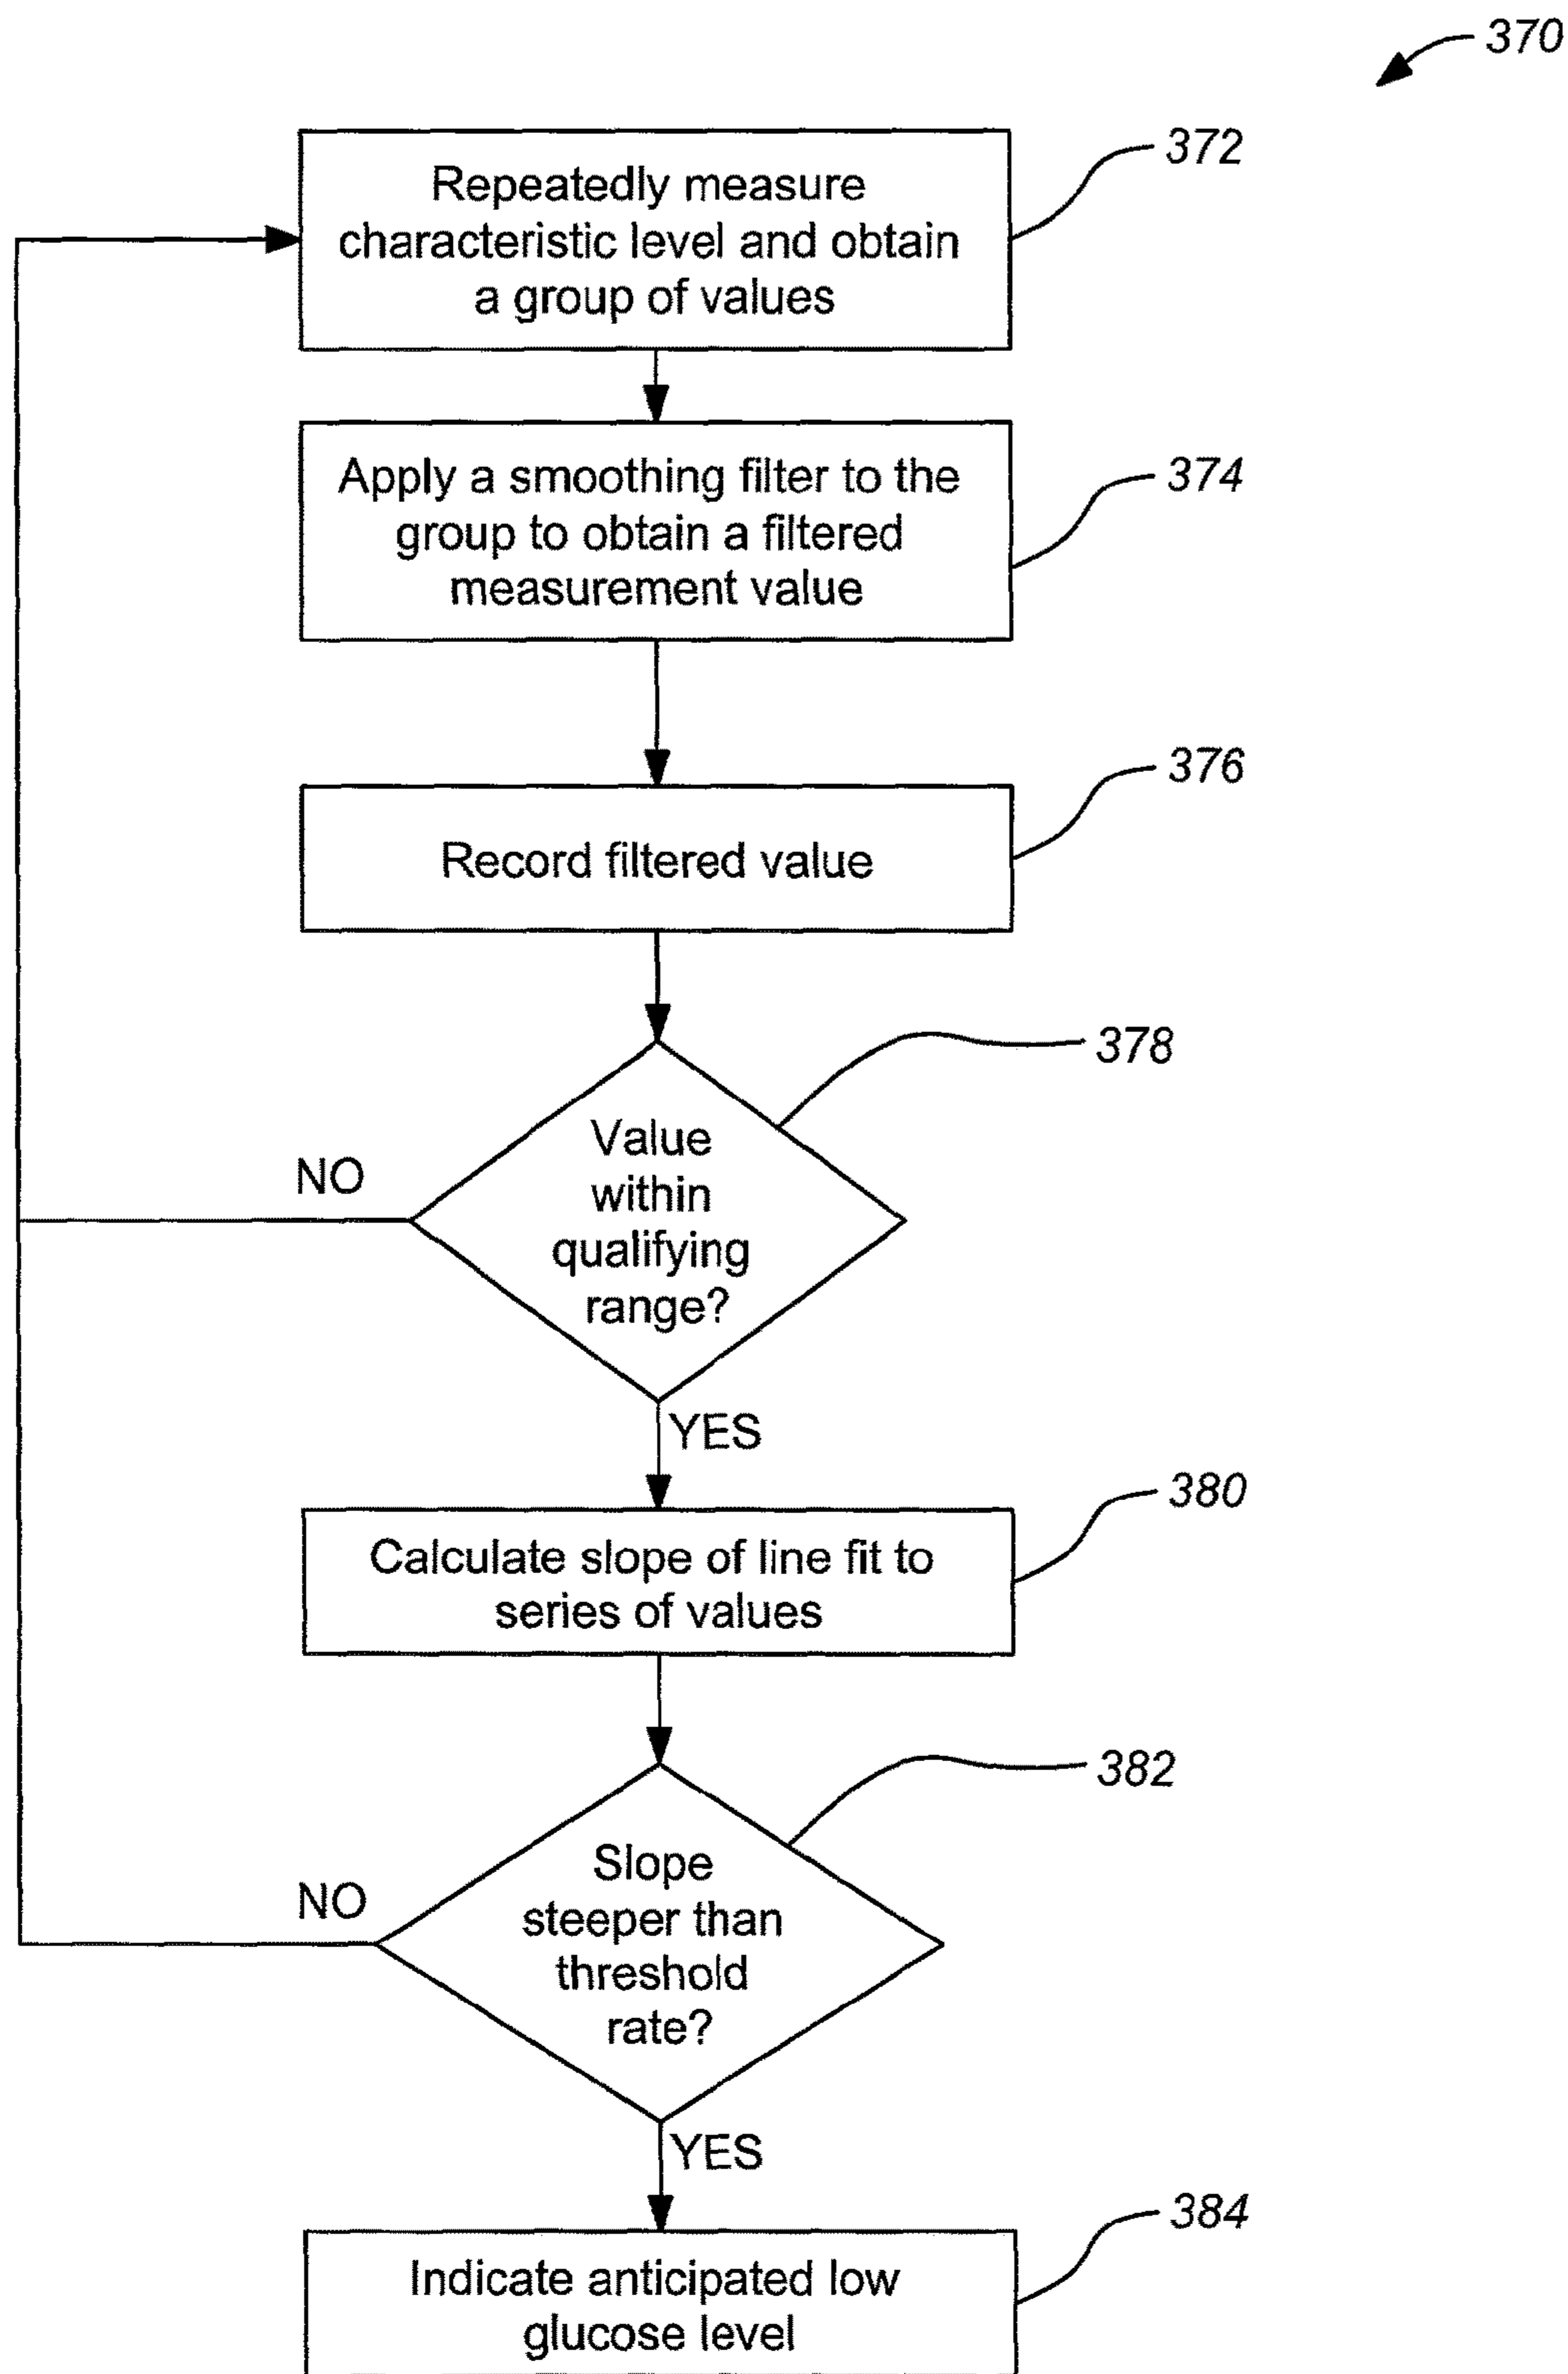 370
372
Repeatedly measure
characteristic level and obtain
a group of values
374
Apply a smoothing filter to the
group to obtain a filtered
measurement value
376
Record filtered value
378
Value
within
qualifying
range?
NO
YES
380
Calculate slope of line fit to
series of values
382
Slope
steeper than
threshold
rate?
NO
YES
384
Indicate anticipated low
glucose level